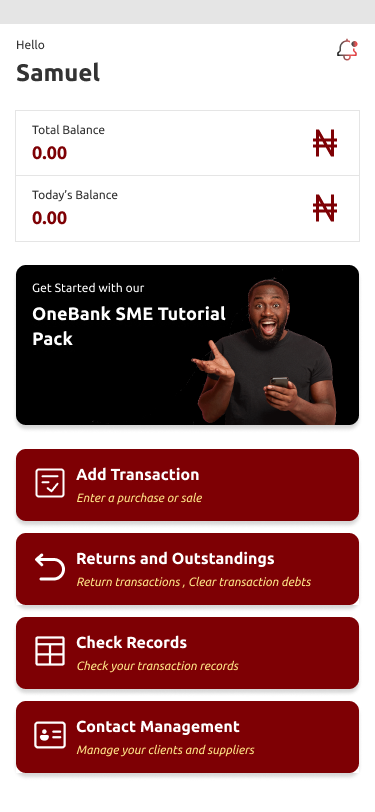 Hello
Samuel
Total Balance
0.00
₦
Today's Balance
0.00
₦
Get Started with our
OneBank SME Tutorial
Pack
Add Transaction
Enter a purchase or sale
Returns and Outstandings
Return transactions , Clear transaction debts
Check Records
Check your transaction records
Contact Management
Manage your clients and suppliers